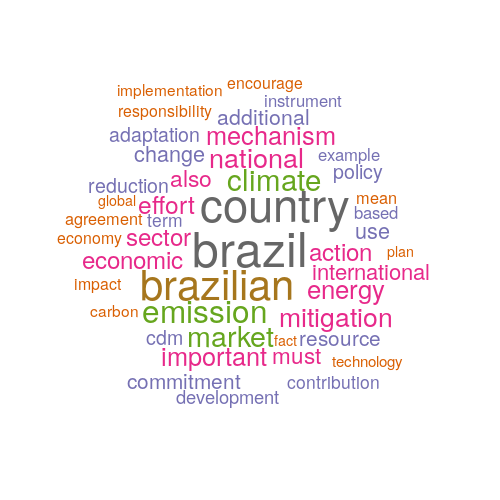 encourage
implementation
instrument
responsibility
additional
adaptation
mechanism
change
national
example
policy
reduction
also
climate
global
effort
country
mean
agreement
term
based
economy
sector
brazil
use
economic
action
plan
impact
brazilian
international
energy
carbon
emission
mitigation
cdm
market
fact
resource
important
must
technology
commitment
contribution
development